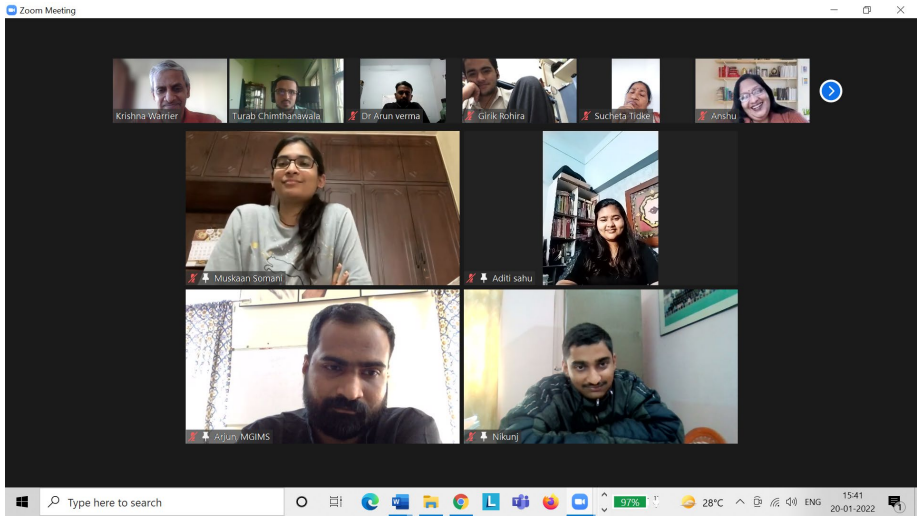 Zoom Meeting
Krishna Warrier
Turab Chimthanawala
Dr Arun verma
Girik Rohira
Sucheta Tidke
Anshu
Muskaan Somani
Aditi sahu
Arjun, MGIMS
Nikunj
Type here to search
97%
28°C
ENG
15:41
20-01-2022
1